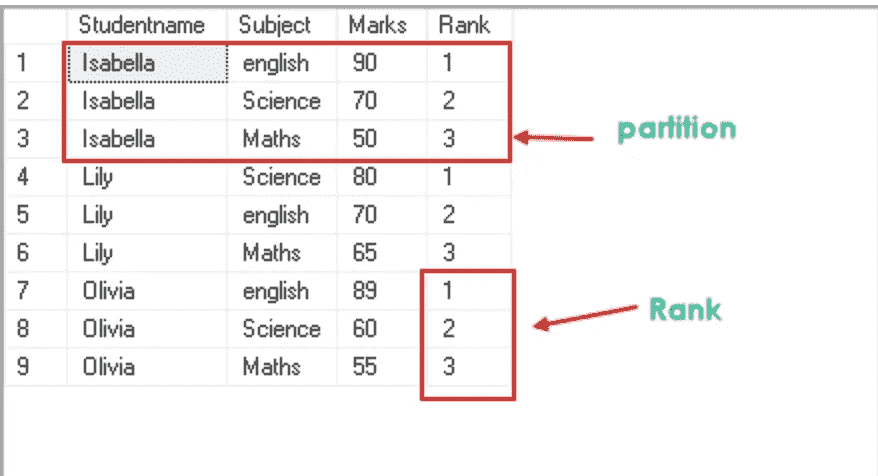 Studentname Subject Marks Rank
1 Isabella english 90 1
2 Isabella Science 70 2
3 Isabella Maths 50 3
partition
4 Lily Science 80 1
5 Lily english 70 2
6 Lily Maths 65 3
7 Olivia english 89 1
Rank
8 Olivia Science 60 2
9 Olivia Maths 55 3